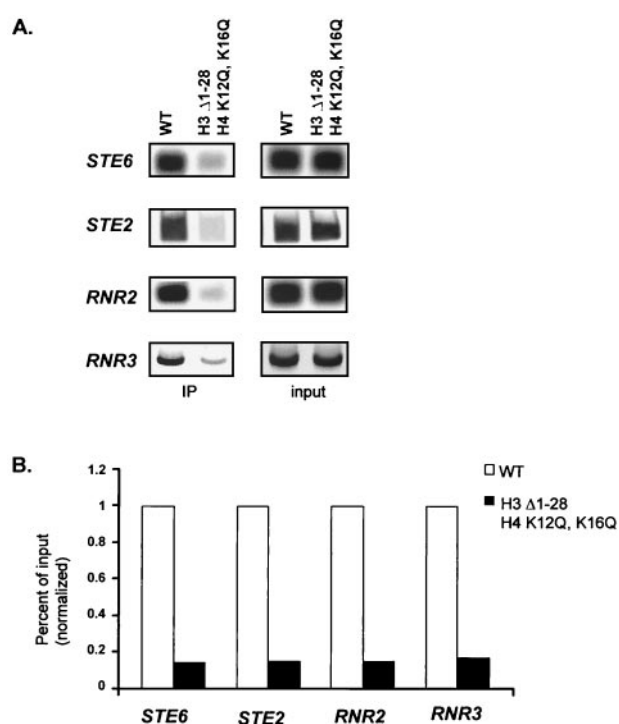 A.
WT
H3 Δ1-28
H4 K12Q, K16Q
WT
H3 Δ1-28
H4 K12Q, K16Q
STE6
STE2
RNR2
RNR3
IP
input
B.
WT
H3 Δ1-28
H4 K12Q, K16Q
Percent of input
(normalized)
1.2
1
0.8
0.6
0.4
0.2
0
STE6
STE2
RNR2
RNR3